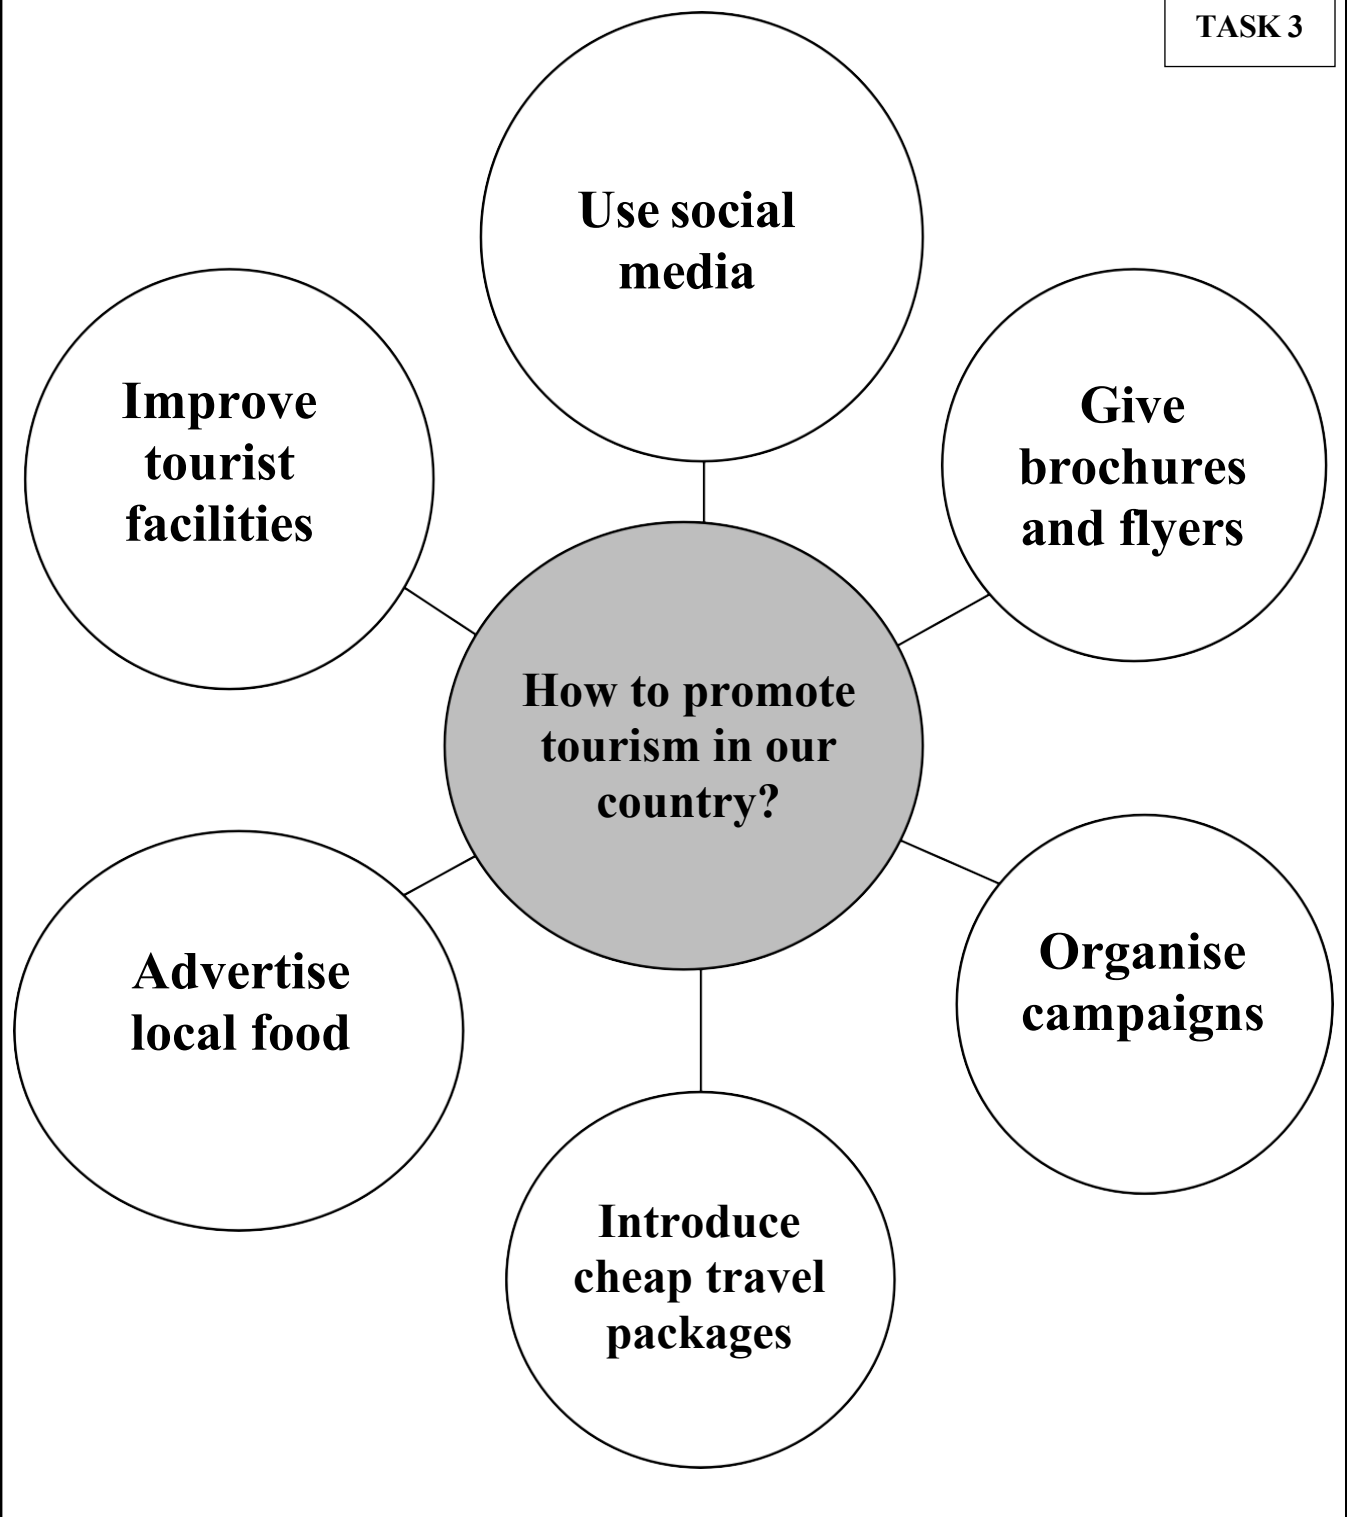 TASK 3
Use social
media
Improve
tourist
facilities
Give
brochures
and flyers
How to promote
tourism in our
country?
Advertise
local food
Organise
campaigns
Introduce
cheap travel
packages